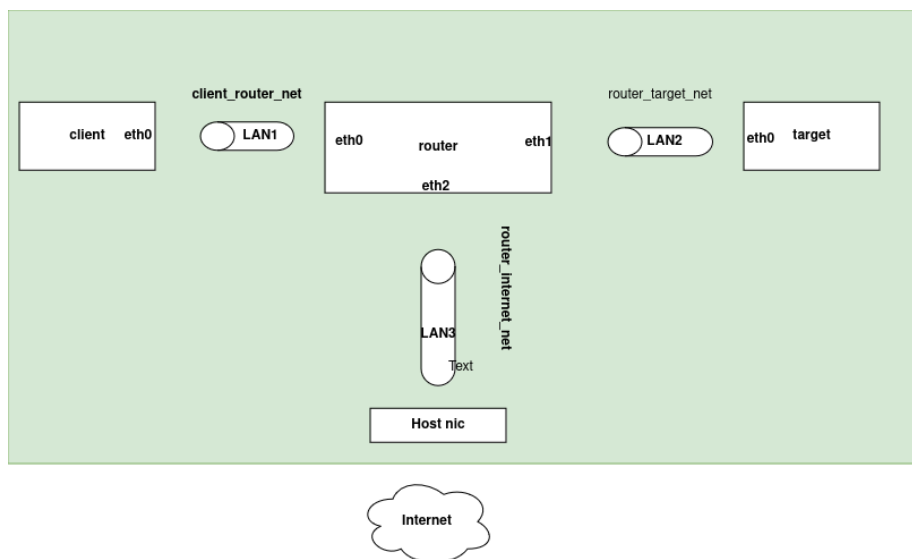 client_router_net
router_target_net
client
eth0
LAN1
eth0
router
eth1
LAN2
eth0
target
eth2
router_internet_net
LAN3
Text
Host nic
Internet